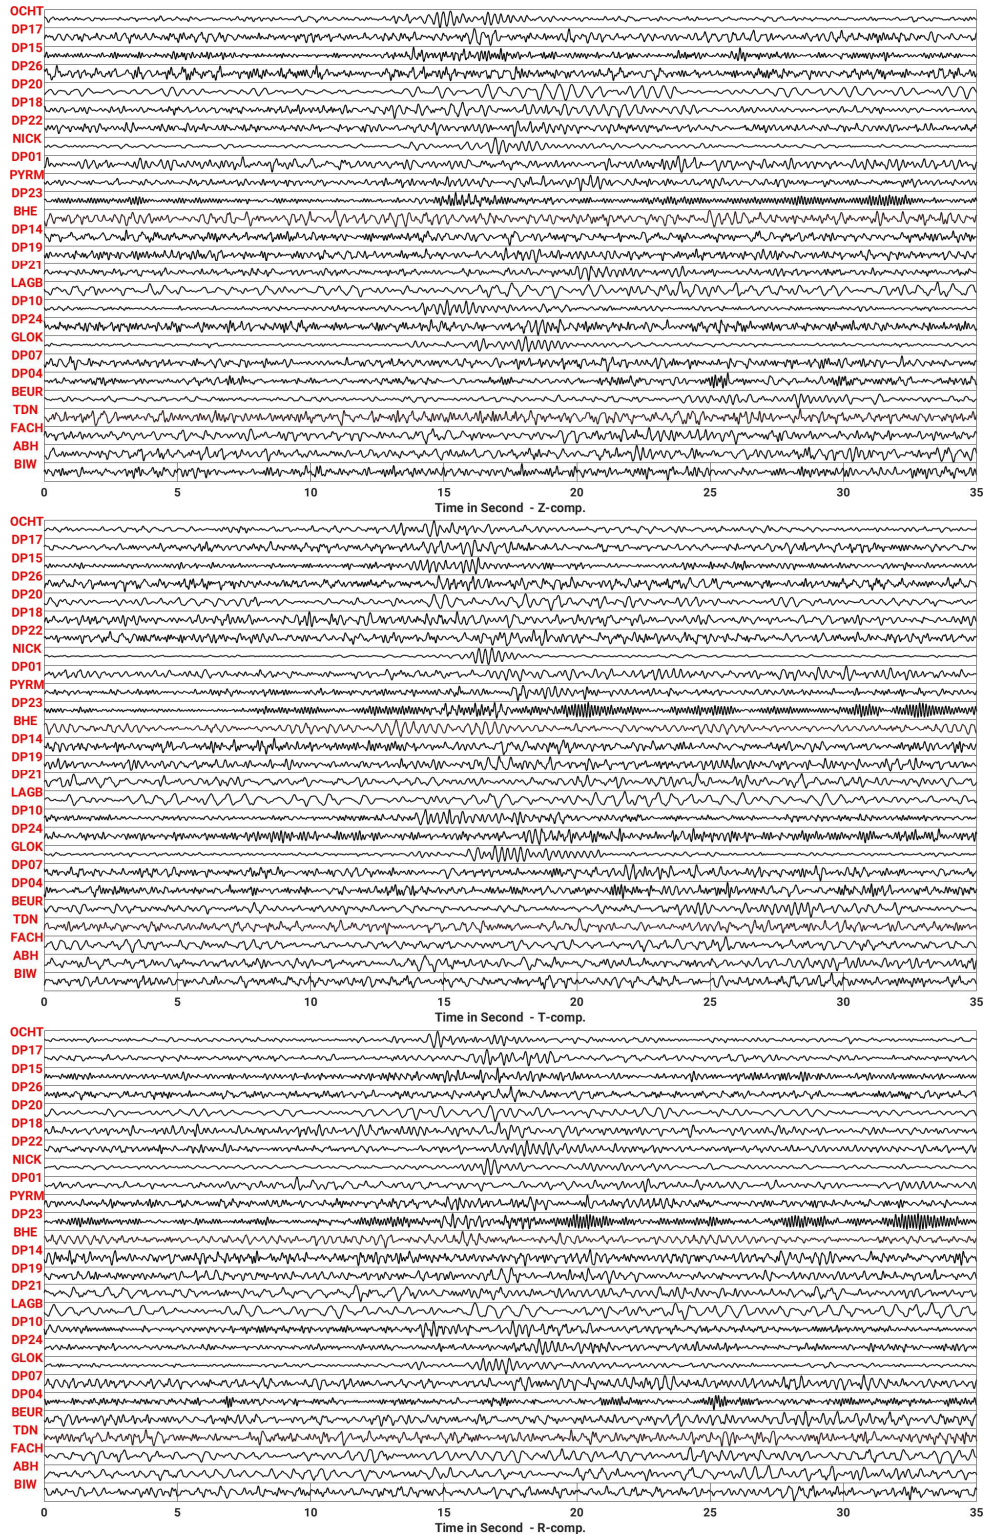 OCHT
DP17
DP15
DP26
DP20
DP18
DP22
NICK
DP01
PYRM
DP23
BHE
DP14
DP19
DP21
LAGB
DP10
DP24
GLOK
DP07
DP04
BEUR
TDN
FACH
ABH
BIW
0 5 10 15 20 25 30 35
Time in Second - Z-comp.
OCHT
DP17
DP15
DP26
DP20
DP18
DP22
NICK
DP01
PYRM
DP23
BHE
DP14
DP19
DP21
LAGB
DP10
DP24
GLOK
DP07
DP04
BEUR
TDN
FACH
ABH
BIW
0 5 10 15 20 25 30 35
Time in Second - T-comp.
OCHT
DP17
DP15
DP26
DP20
DP18
DP22
NICK
DP01
PYRM
DP23
BHE
DP14
DP19
DP21
LAGB
DP10
DP24
GLOK
DP07
DP04
BEUR
TDN
FACH
ABH
BIW
0 5 10 15 20 25 30 35
Time in Second - R-comp.